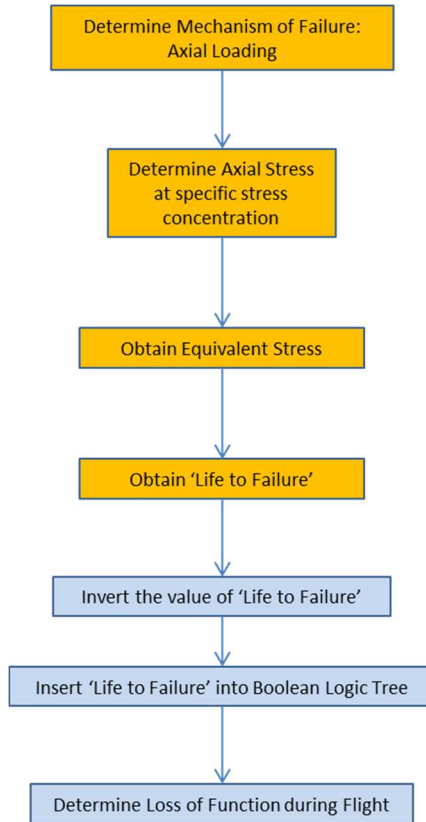 Determine Mechanism of Failure:
Axial Loading
Determine Axial Stress
at specific stress
concentration
Obtain Equivalent Stress
Obtain ‘Life to Failure’
Invert the value of ‘Life to Failure’
Insert ‘Life to Failure’ into Boolean Logic Tree
Determine Loss of Function during Flight